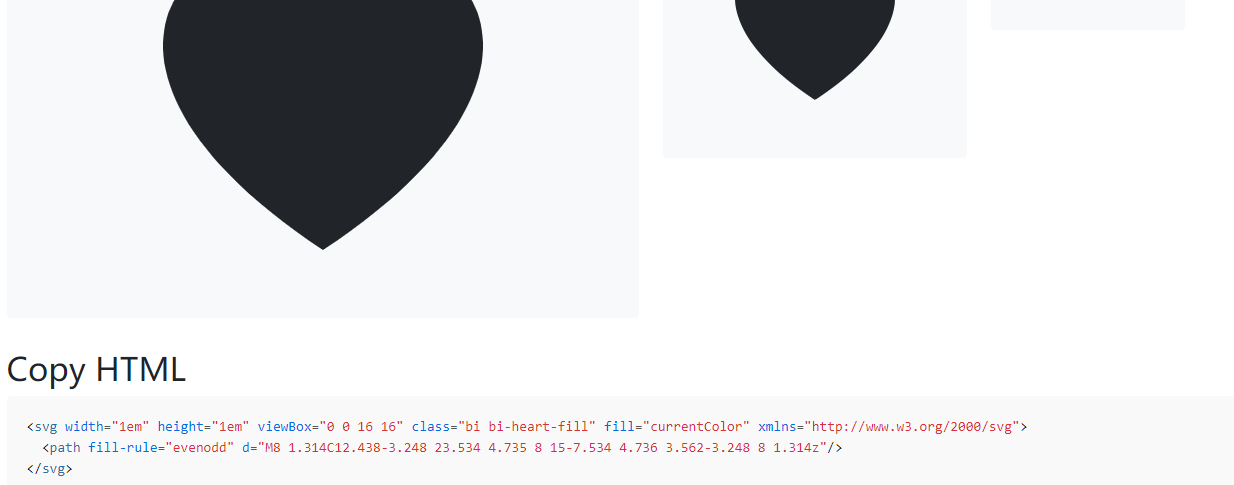 Copy HTML
<svg width="1em" height="1em" viewBox="0 0 16 16" class="bi bi-heart-fill" fill="currentColor" xmlns="http://www.w3.org/2000/svg">
  <path fill-rule="evenodd" d="M8 1.314C12.438-3.248 23.534 4.735 8 15-7.534 4.736 3.562-3.248 8 1.314z"/>
</svg>